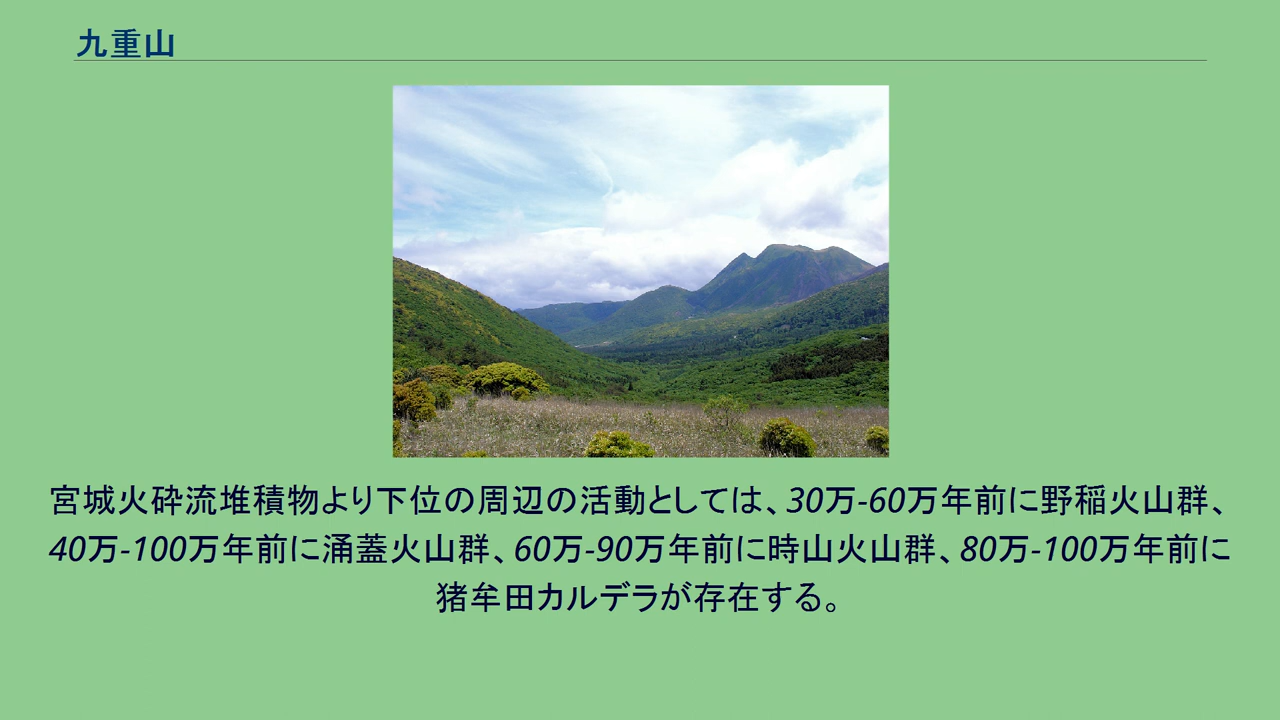 九重山
宮城火砕流堆積物より下位の周辺の活動としては、30万-60万年前に野稲火山群、
40万-100万年前に涌蓋火山群、60万-90万年前に時山火山群、80万-100万年前に
猪牟田カルデラが存在する。